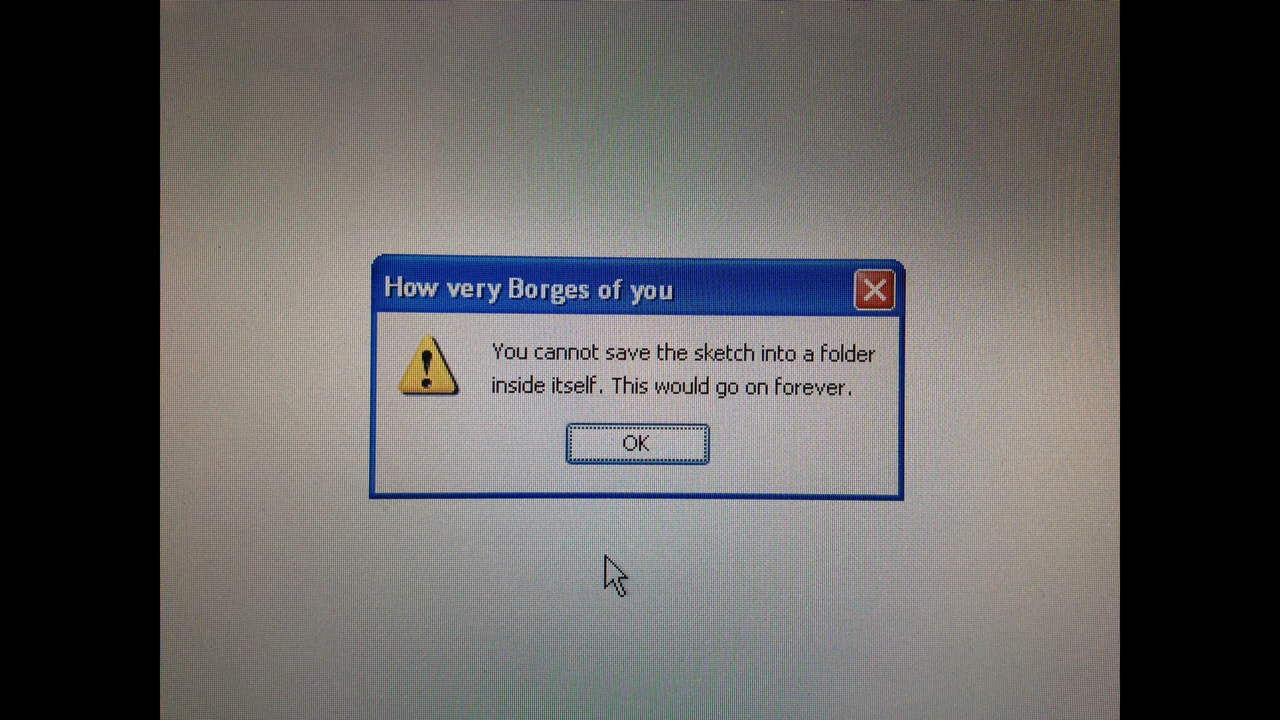 How very Borges of you
You cannot save the sketch into a folder
inside itself. This would go on forever.
OK